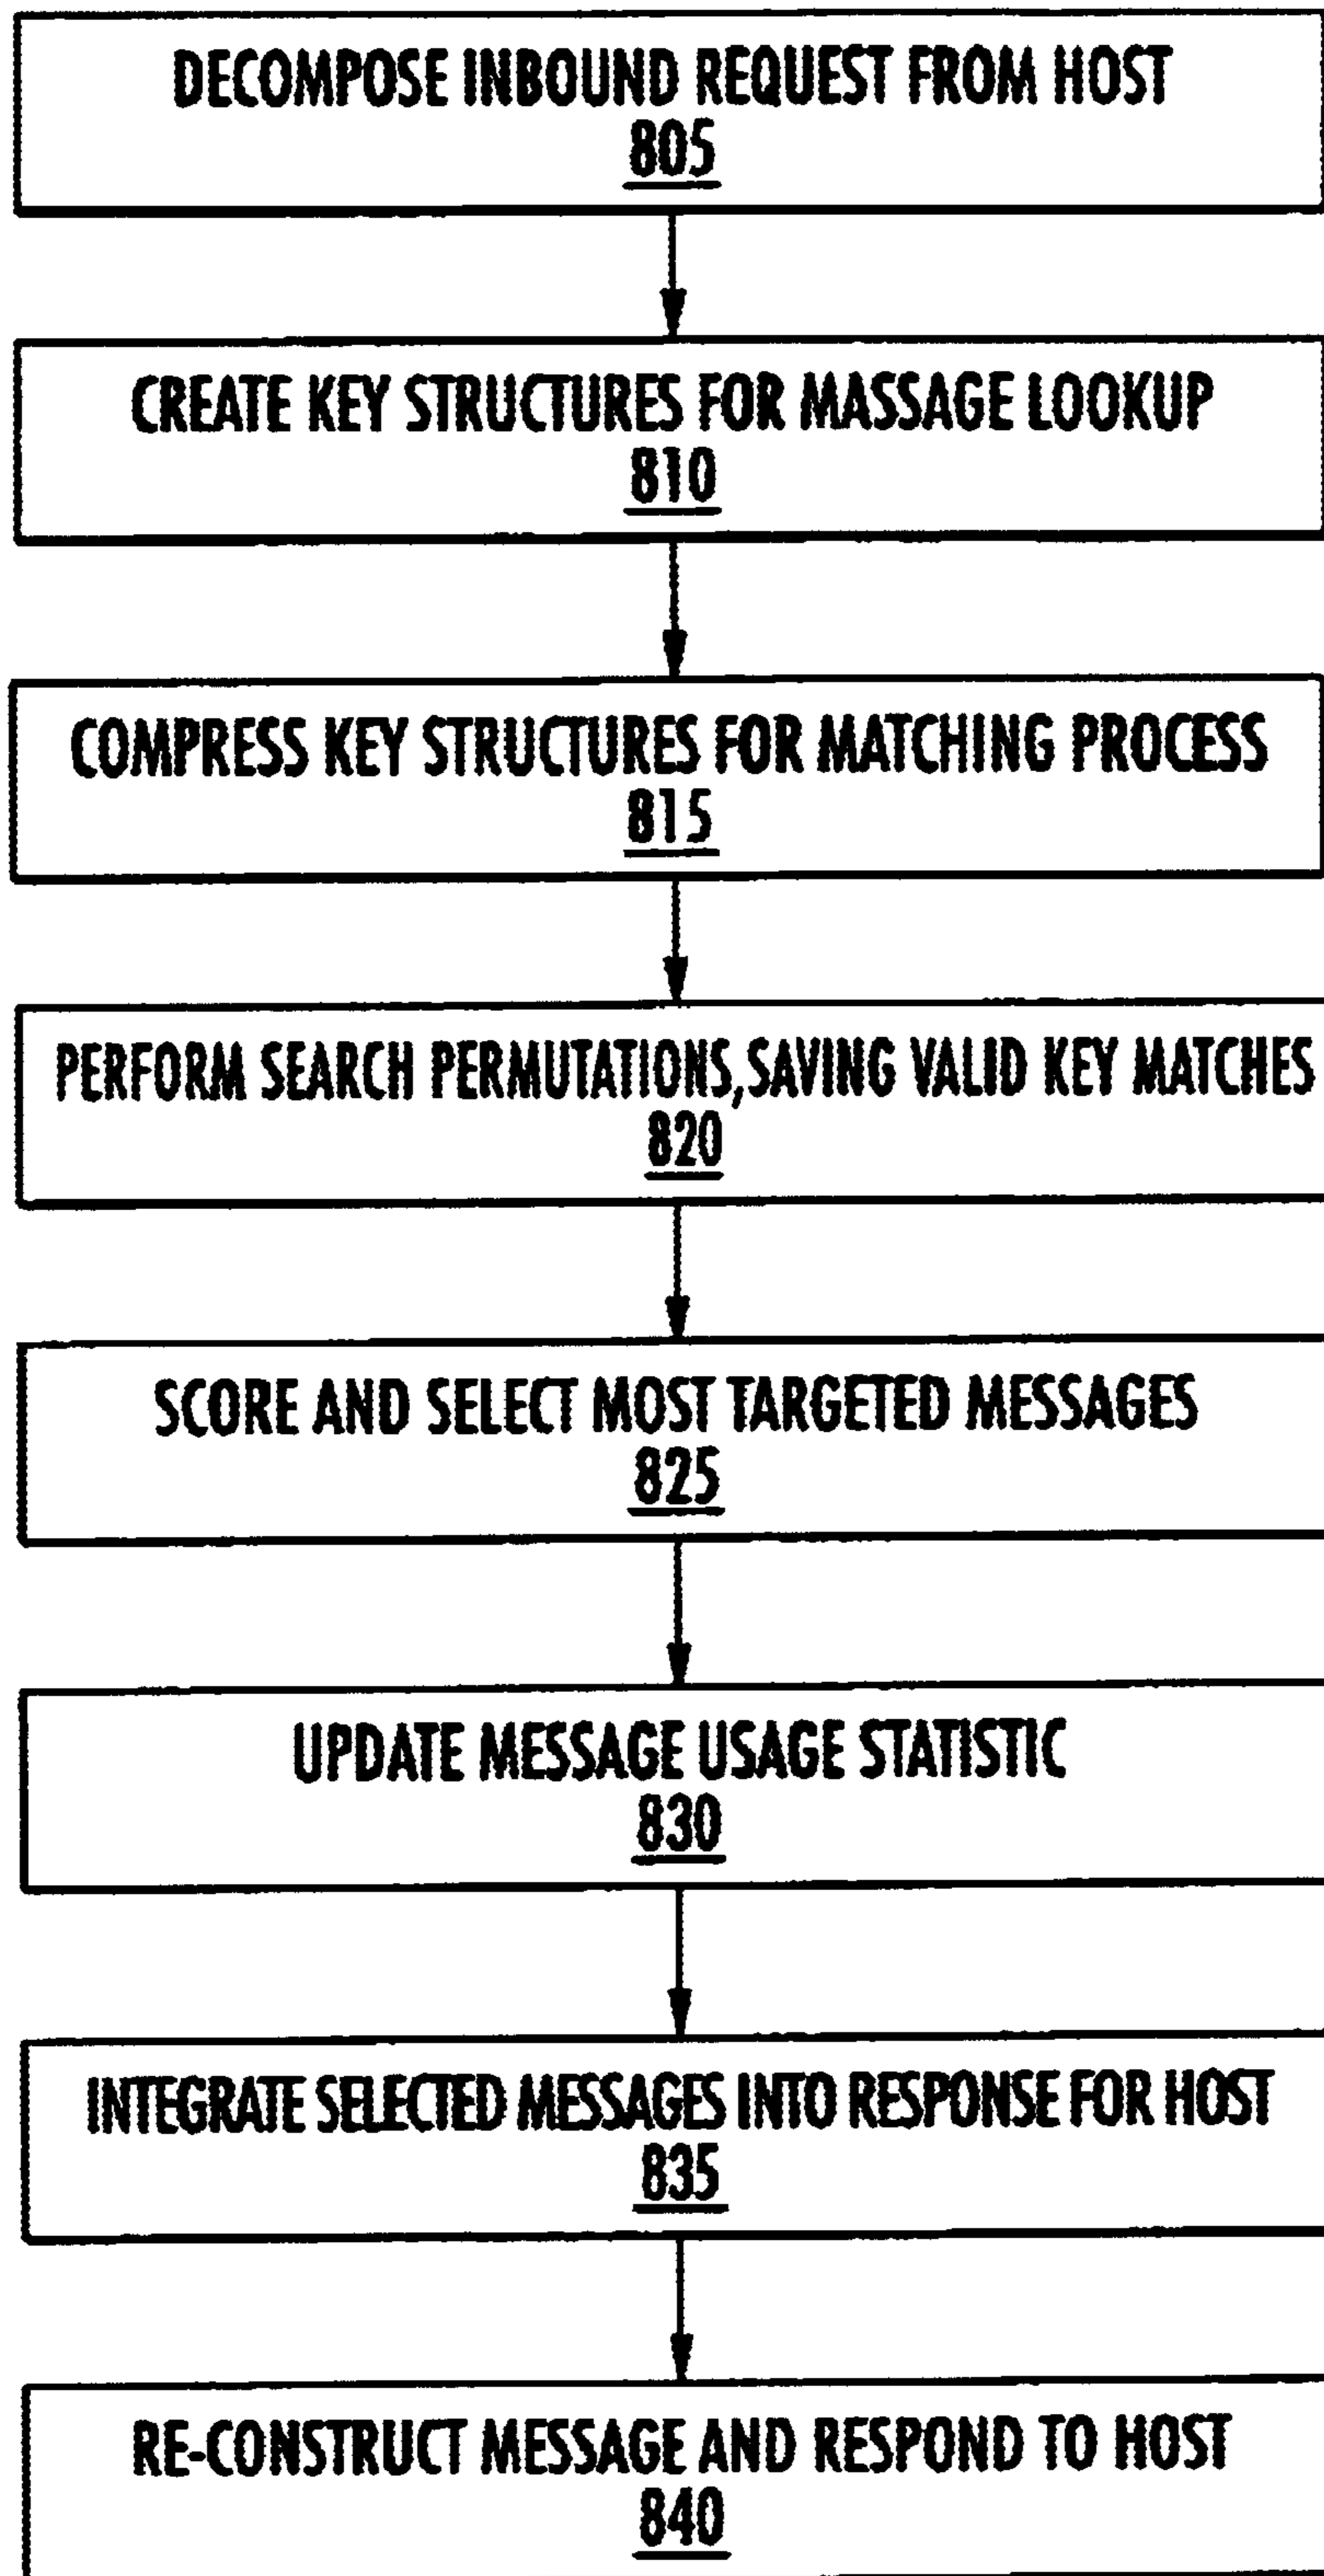 DECOMPOSE INBOUND REQUEST FROM HOST
805
CREATE KEY STRUCTURES FOR MASSAGE LOOKUP
810
COMPRESS KEY STRUCTURES FOR MATCHING PROCESS
815
PERFORM SEARCH PERMUTATIONS, SAVING VALID KEY MATCHES
820
SCORE AND SELECT MOST TARGETED MESSAGES
825
UPDATE MESSAGE USAGE STATISTIC
830
INTEGRATE SELECTED MESSAGES INTO RESPONSE FOR HOST
835
RE-CONSTRUCT MESSAGE AND RESPOND TO HOST
840